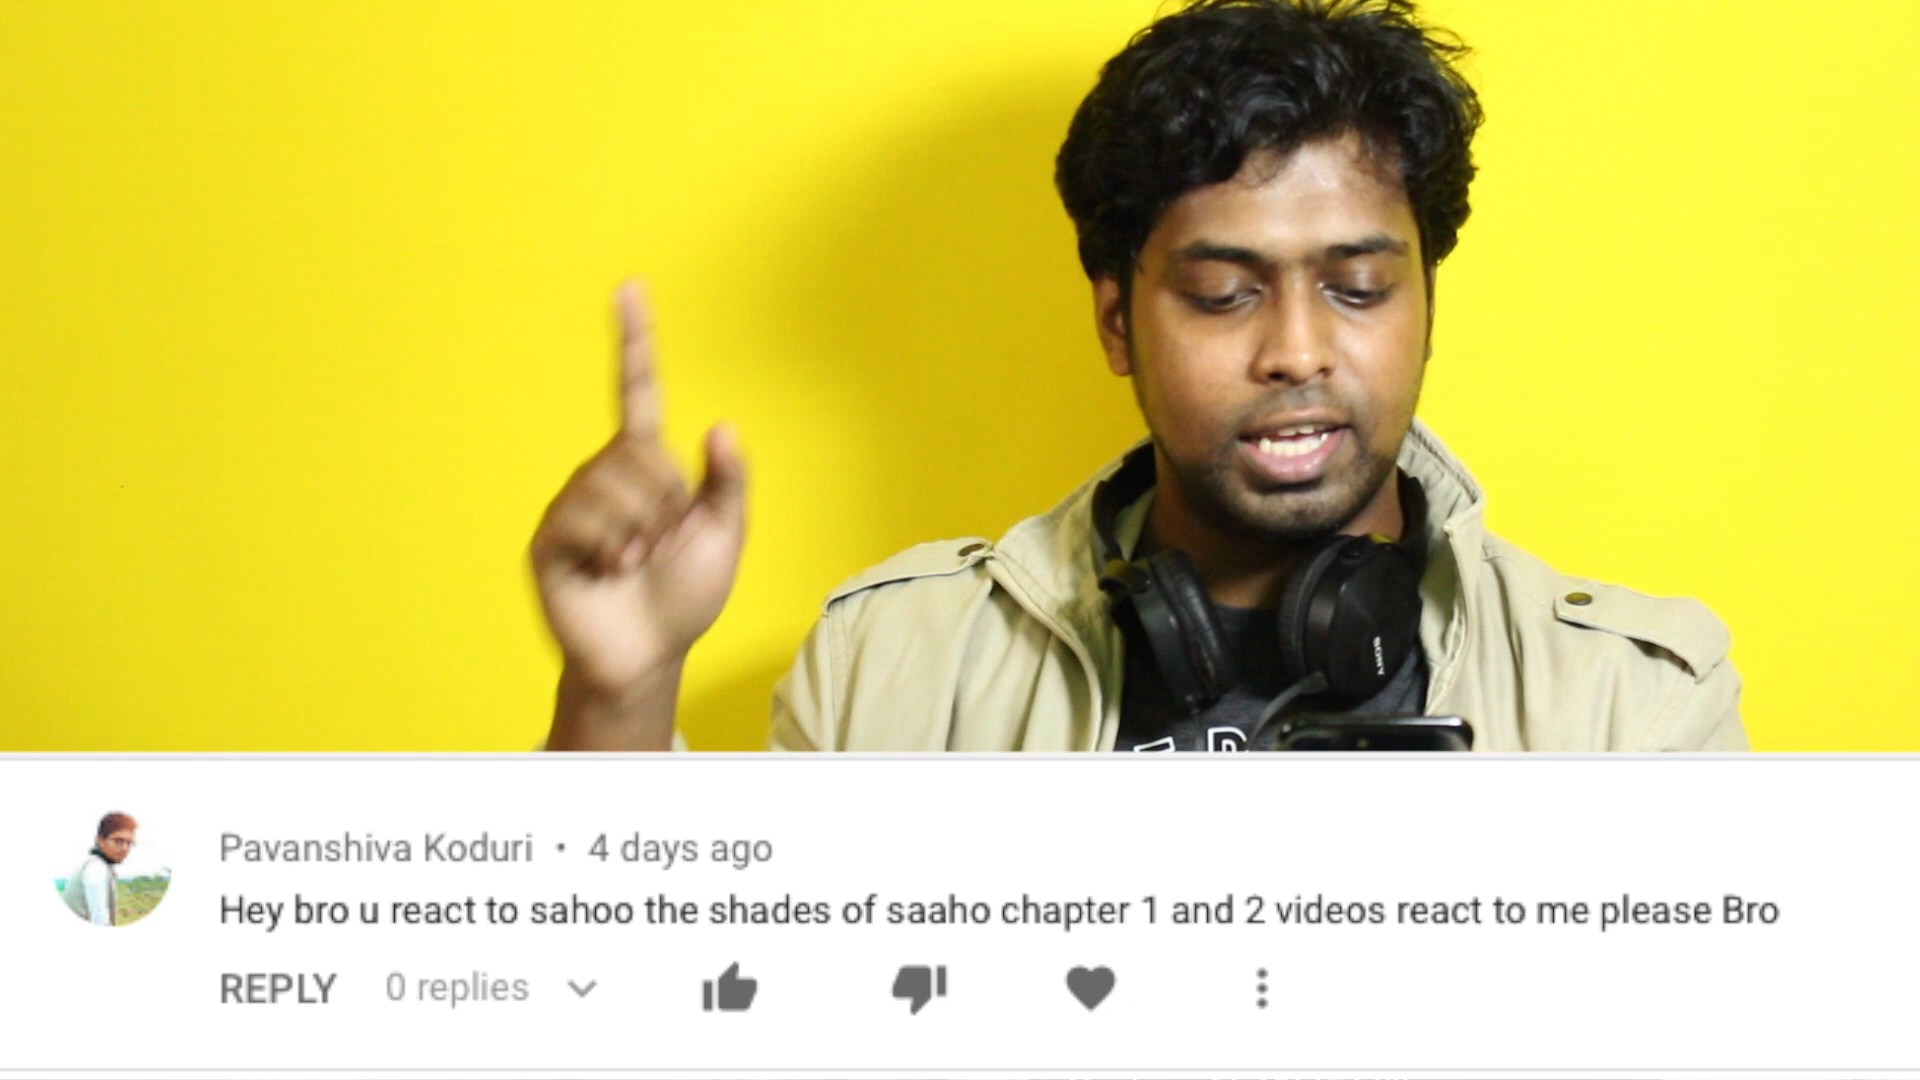 SONY
Pavanshiva Koduri • 4 days ago
Hey bro u react to sahoo the shades of saaho chapter 1 and 2 videos react to me please Bro
REPLY 0 replies